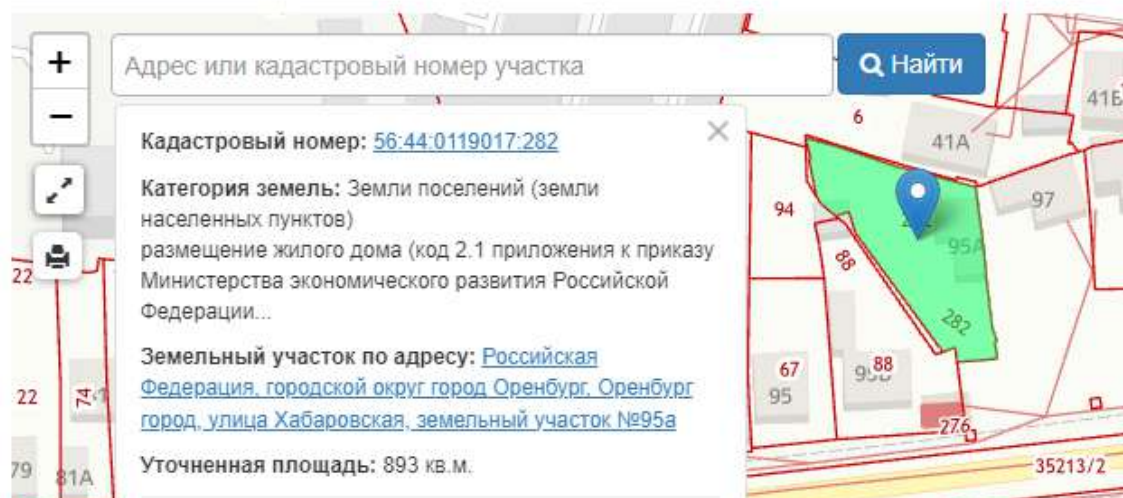 +
Адрес или кадастровый номер участка
Найти
−
Кадастровый номер: 56:44:0119017:282
Категория земель: Земли поселений (земли
населенных пунктов)
размещение жилого дома (код 2.1 приложения к приказу
Министерства экономического развития Российской
Федерации...
Земельный участок по адресу: Российская
Федерация, городской округ город Оренбург, Оренбург
город, улица Хабаровская, земельный участок №95а
Уточненная площадь: 893 кв.м.
22
22
74
79
81А
6
41А
41Б
94
97
88
95А
282
67
88
95
276
35213/2